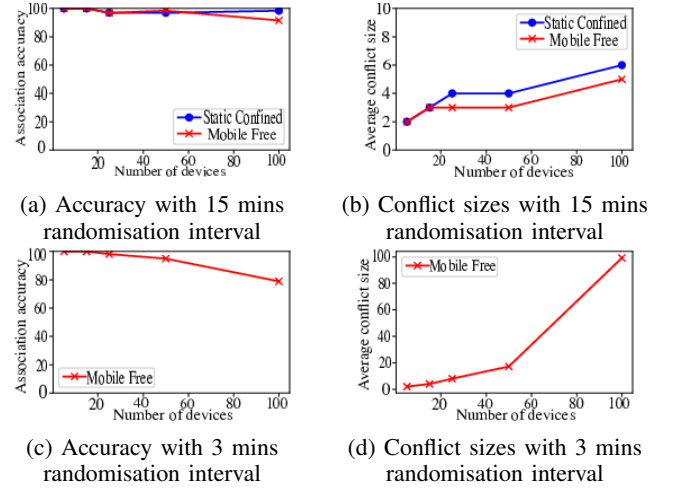 Association accuracy
100
80
60
40
20
0
Static Confined
Mobile Free
20 40 60 80 100
Number of devices
(a) Accuracy with 15 mins
randomisation interval
Average conflict size
10
8
6
4
2
0
Static Confined
Mobile Free
20 40 60 80 100
Number of devices
(b) Conflict sizes with 15 mins
randomisation interval
Association accuracy
100
80
60
40
20
0
Mobile Free
20 40 60 80 100
Number of devices
(c) Accuracy with 3 mins
randomisation interval
Average conflict size
100
80
60
40
20
0
Mobile Free
20 40 60 80 100
Number of devices
(d) Conflict sizes with 3 mins
randomisation interval